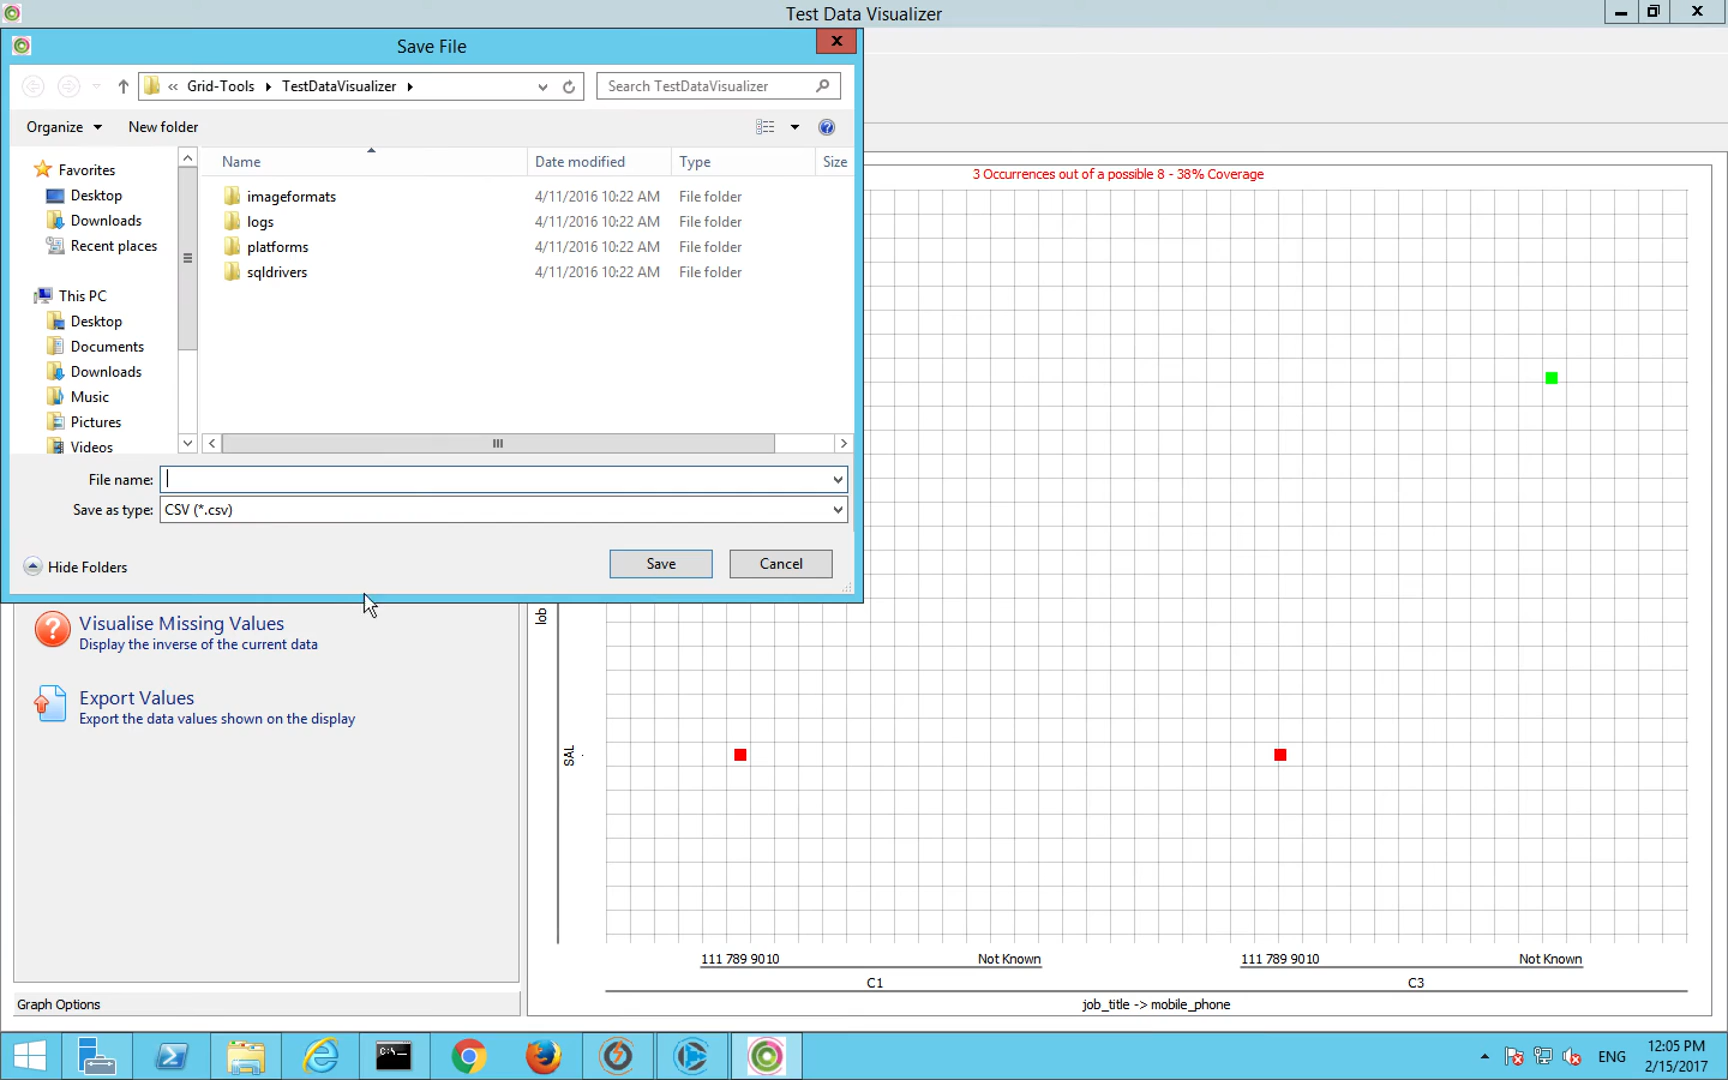 Test Data Visualizer
Save File
« Grid-Tools TestDataVisualizer
Search TestDataVisualizer
Organize
New folder
Name
Date modified
Type
Size
Favorites
Desktop
Downloads
Recent places
This PC
Desktop
Documents
Downloads
Music
Pictures
Videos
imageformats 4/11/2016 10:22 AM File folder
logs 4/11/2016 10:22 AM File folder
platforms 4/11/2016 10:22 AM File folder
sqldrivers 4/11/2016 10:22 AM File folder
File name:
Save as type: CSV (*.csv)
Hide Folders
Save
Cancel
Visualise Missing Values
Display the inverse of the current data
Export Values
Export the data values shown on the display
Graph Options
3 Occurrences out of a possible 8 - 38% Coverage
SAL
111 789 9010
Not Known
111 789 9010
Not Known
C1
C3
job_title -> mobile_phone
ENG
12:05 PM
2/15/2017